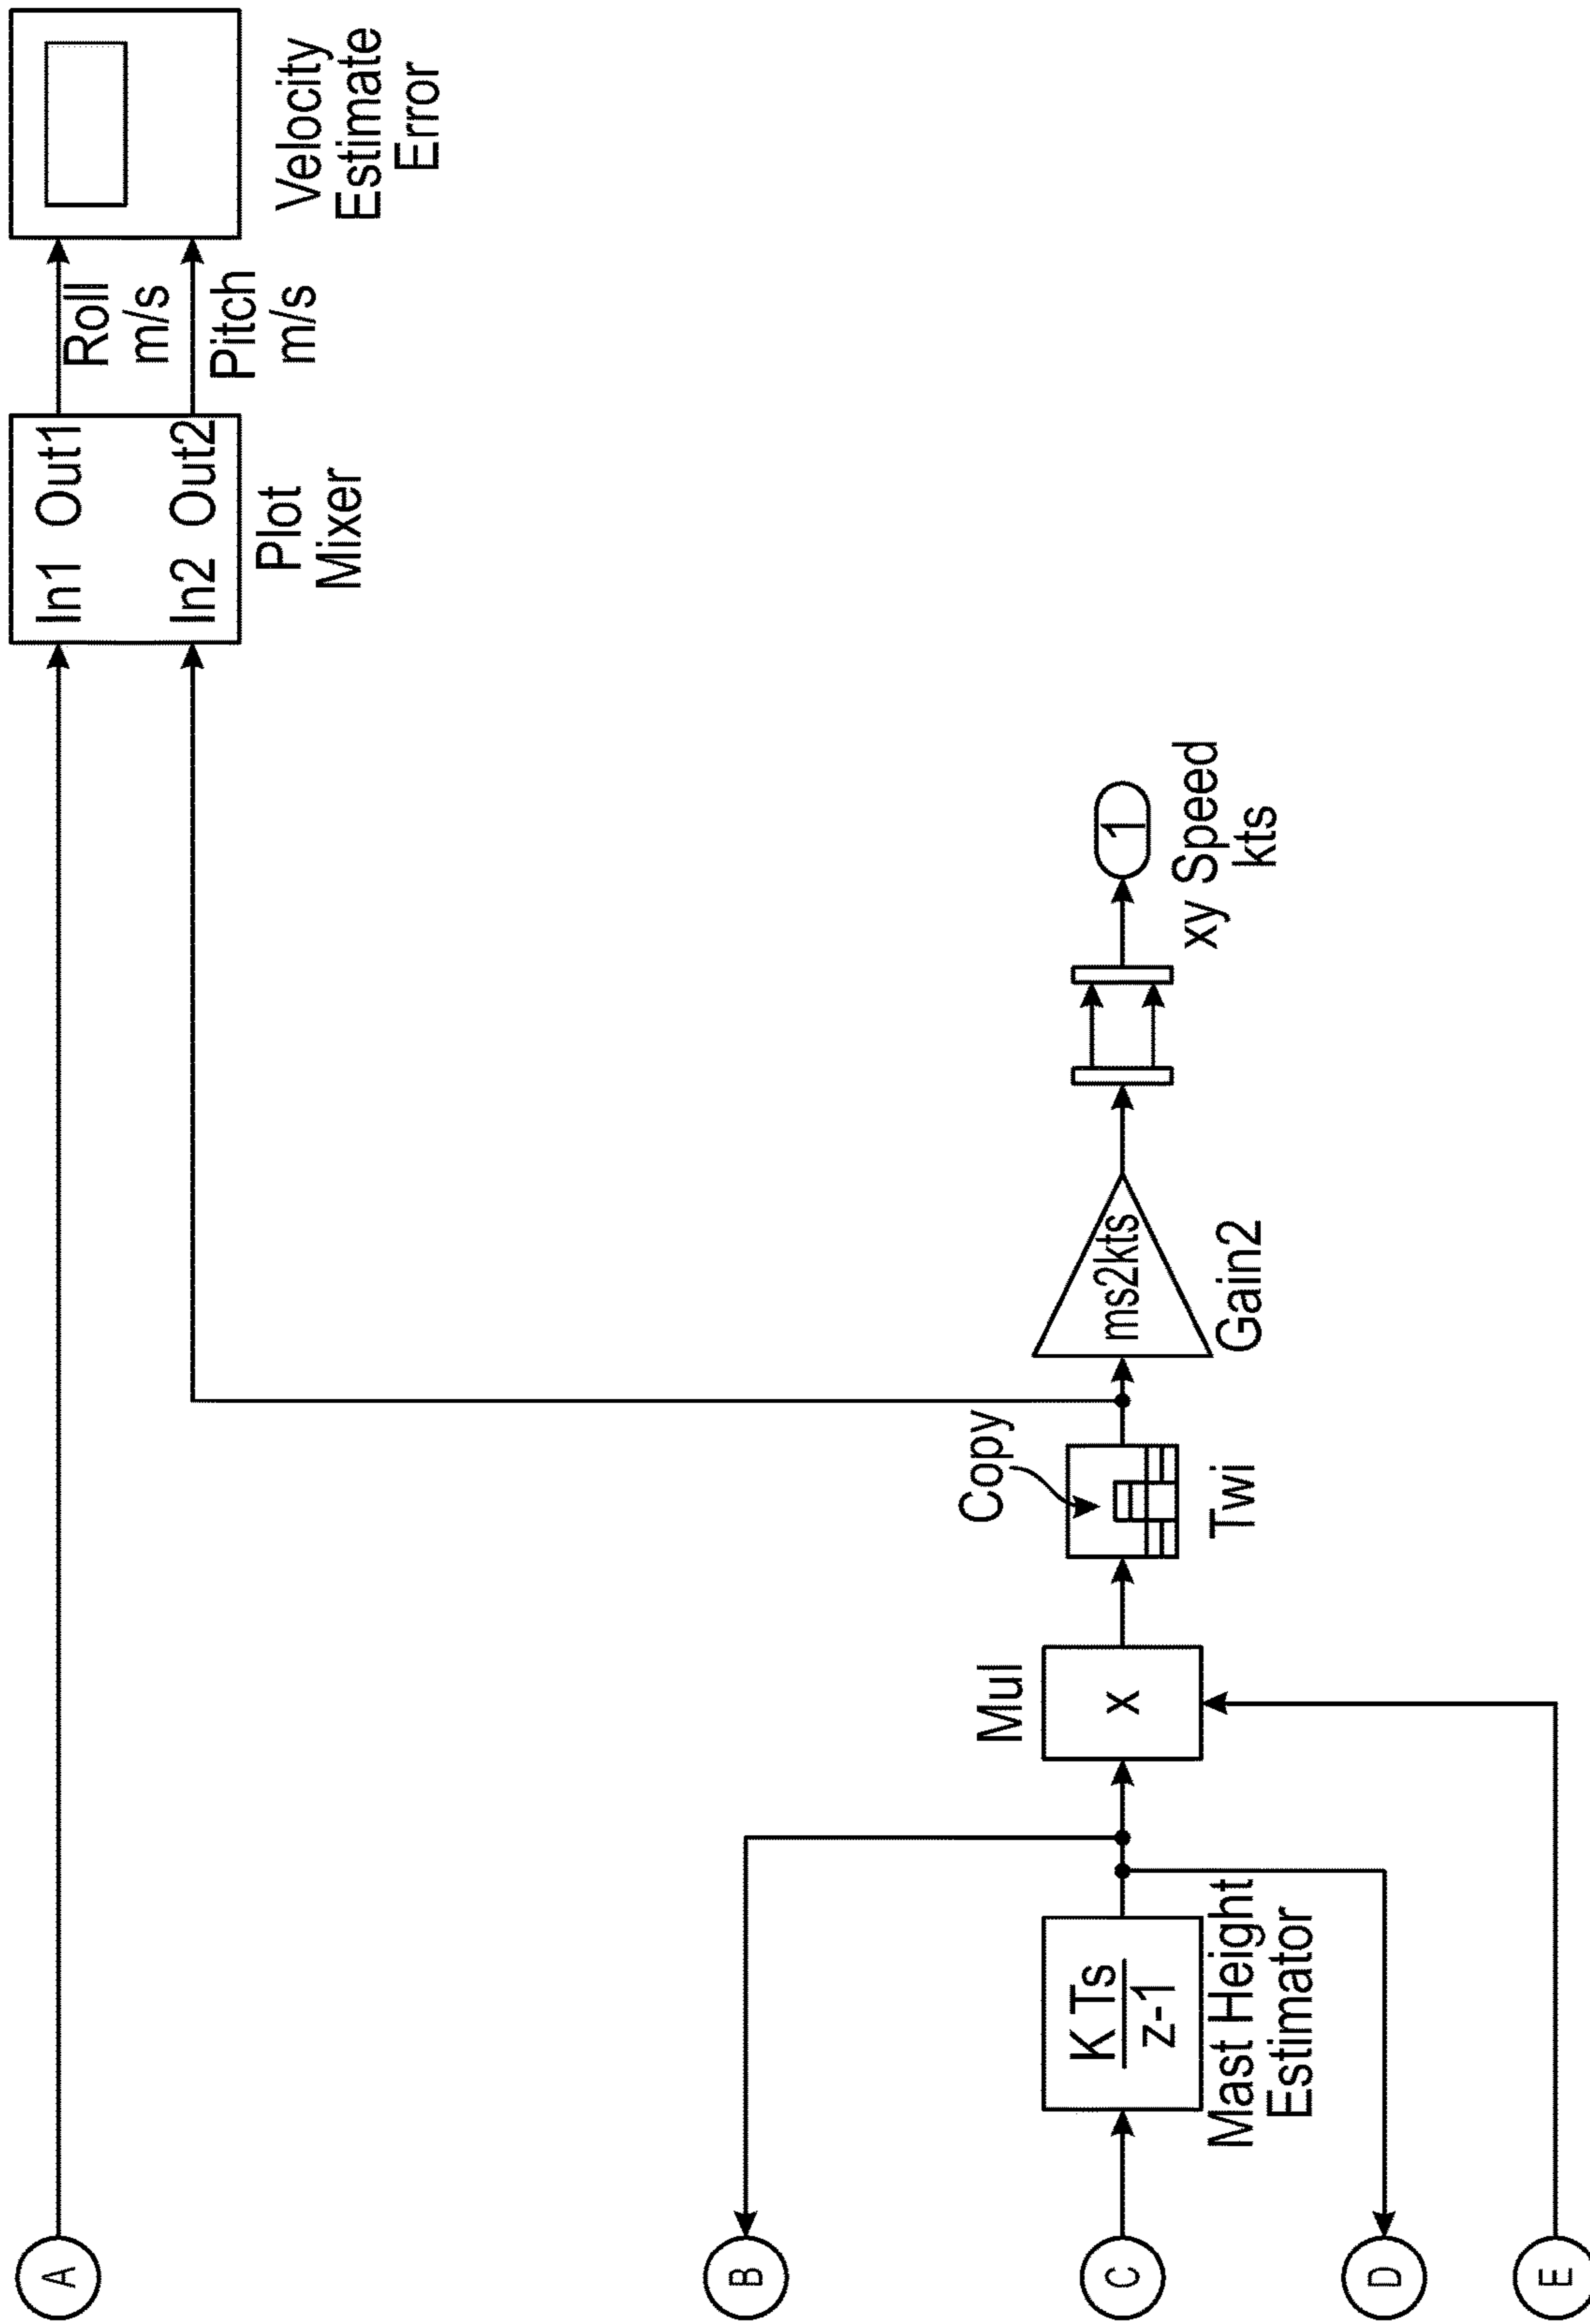 A
In1 Out1
In2 Out2
Plot
Mixer
Roll
m/s
Pitch
m/s
Velocity
Estimate
Error
B
C
K Ts
z-1
Mast Height
Estimator
Mul
x
Copy
Twi
ms2kts
Gain2
1
xy Speed
kts
D
E